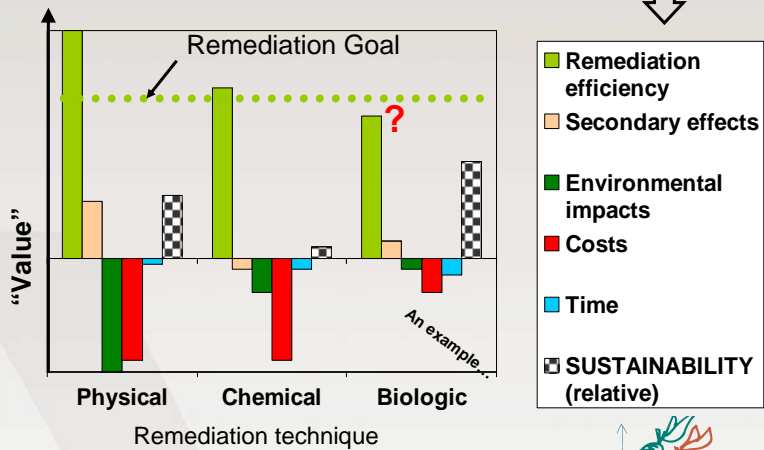 Remediation Goal
?
"Value"
An example...
Physical
Chemical
Biologic
Remediation technique
Remediation
efficiency
Secondary effects
Environmental
impacts
Costs
Time
SUSTAINABILITY
(relative)